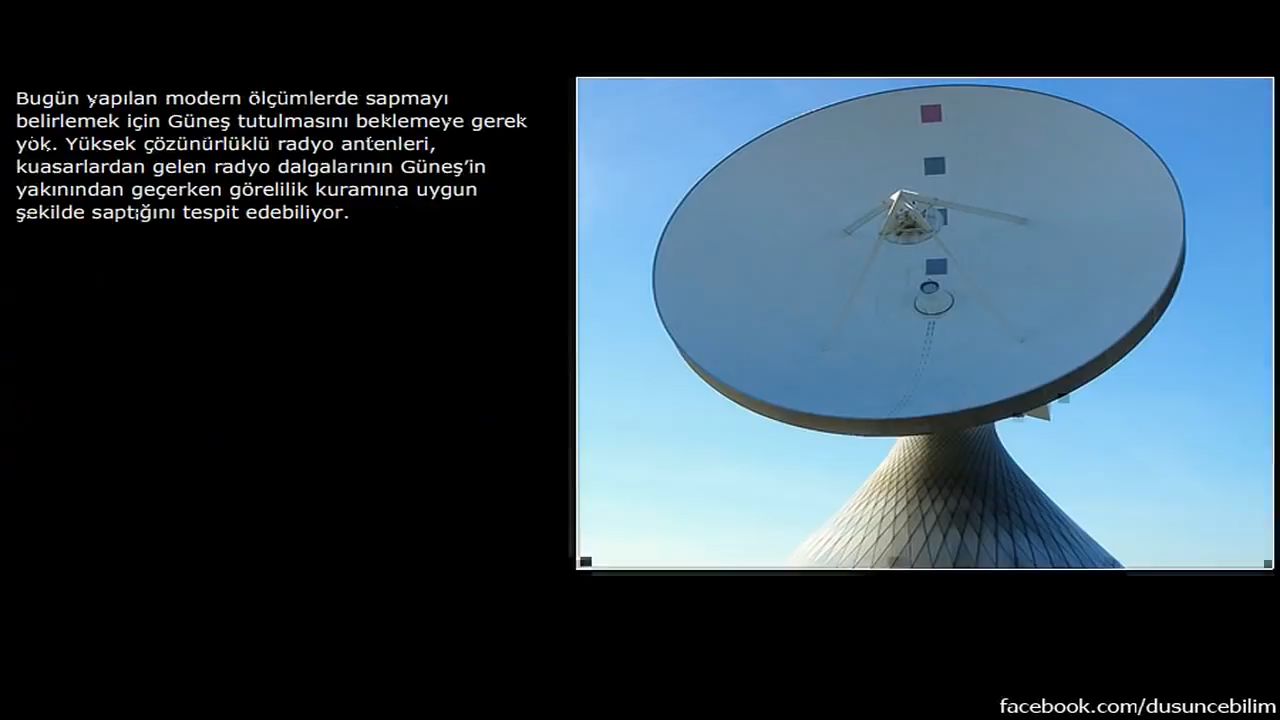 Bugün yapılan modern ölçümlerde sapmayı
belirlemek için Güneş tutulmasını beklemeye gerek
yok. Yüksek çözünürlüklü radyo antenleri,
kuasarlardan gelen radyo dalgalarının Güneş’in
yakınından geçerken görelilik kuramına uygun
şekilde saptığını tespit edebiliyor.
facebook.com/dusuncebilim